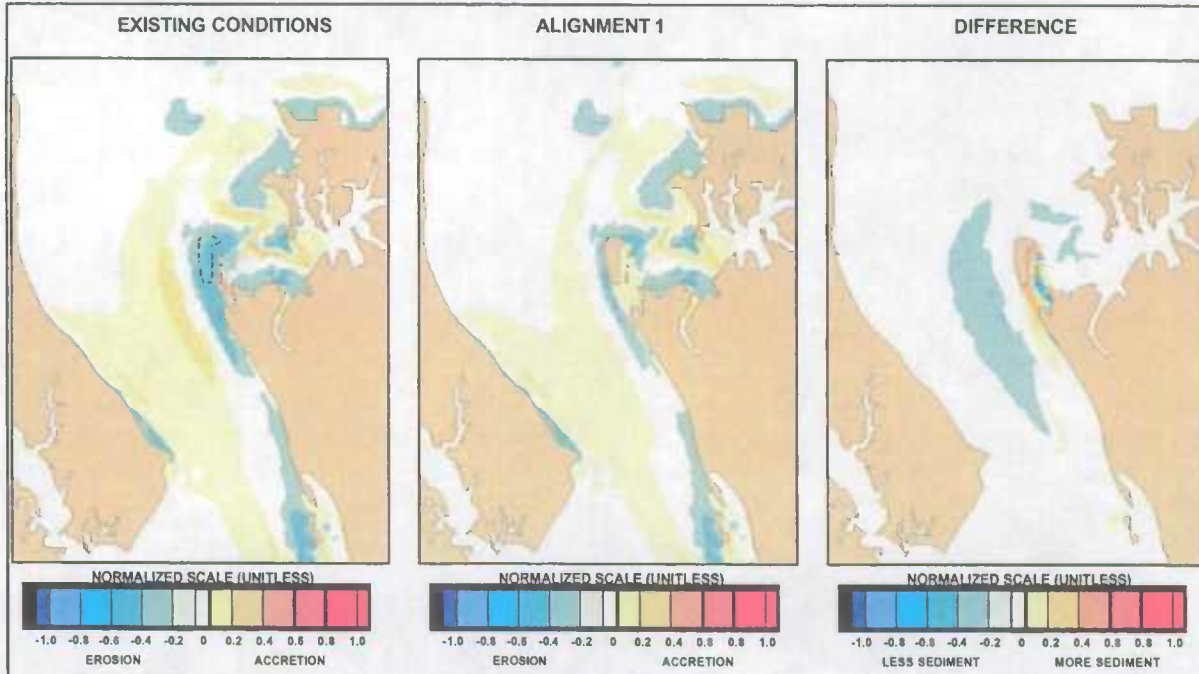 EXISTING CONDITIONS
ALIGNMENT 1
DIFFERENCE
NORMALIZED SCALE (UNITLESS)
-1.0 -0.8 -0.6 -0.4 -0.2 0 0.2 0.4 0.6 0.8 1.0
EROSION ACCRETION
NORMALIZED SCALE (UNITLESS)
-1.0 -0.8 -0.6 -0.4 -0.2 0 0.2 0.4 0.6 0.8 1.0
EROSION ACCRETION
NORMALIZED SCALE (UNITLESS)
-1.0 -0.8 -0.6 -0.4 -0.2 0 0.2 0.4 0.6 0.8 1.0
LESS SEDIMENT MORE SEDIMENT